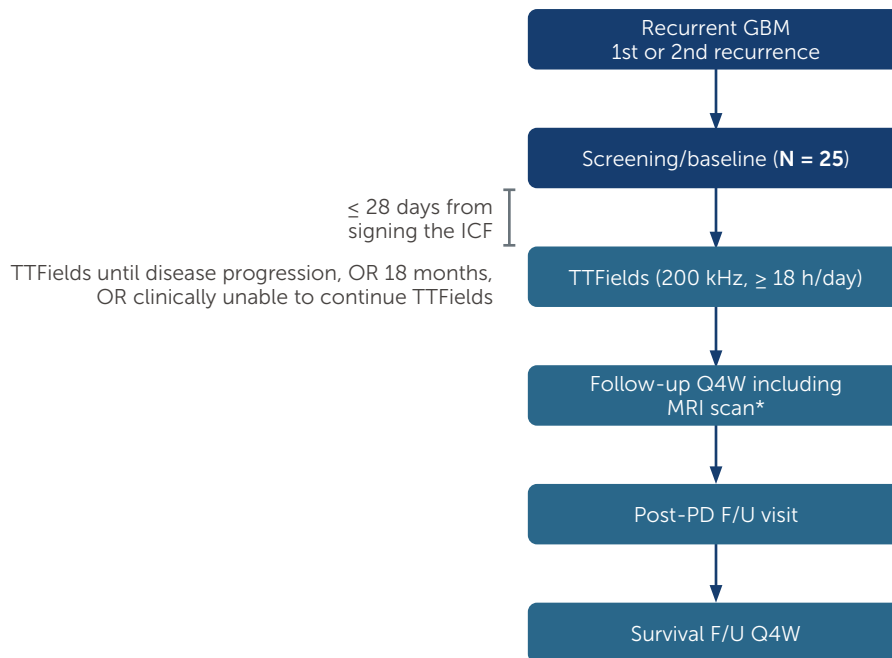 Recurrent GBM
1st or 2nd recurrence
Screening/baseline (N = 25)
≤ 28 days from
signing the ICF
TTFields until disease progression, OR 18 months,
OR clinically unable to continue TTFields
TTFields (200 kHz, ≥ 18 h/day)
Follow-up Q4W including
MRI scan*
Post-PD F/U visit
Survival F/U Q4W